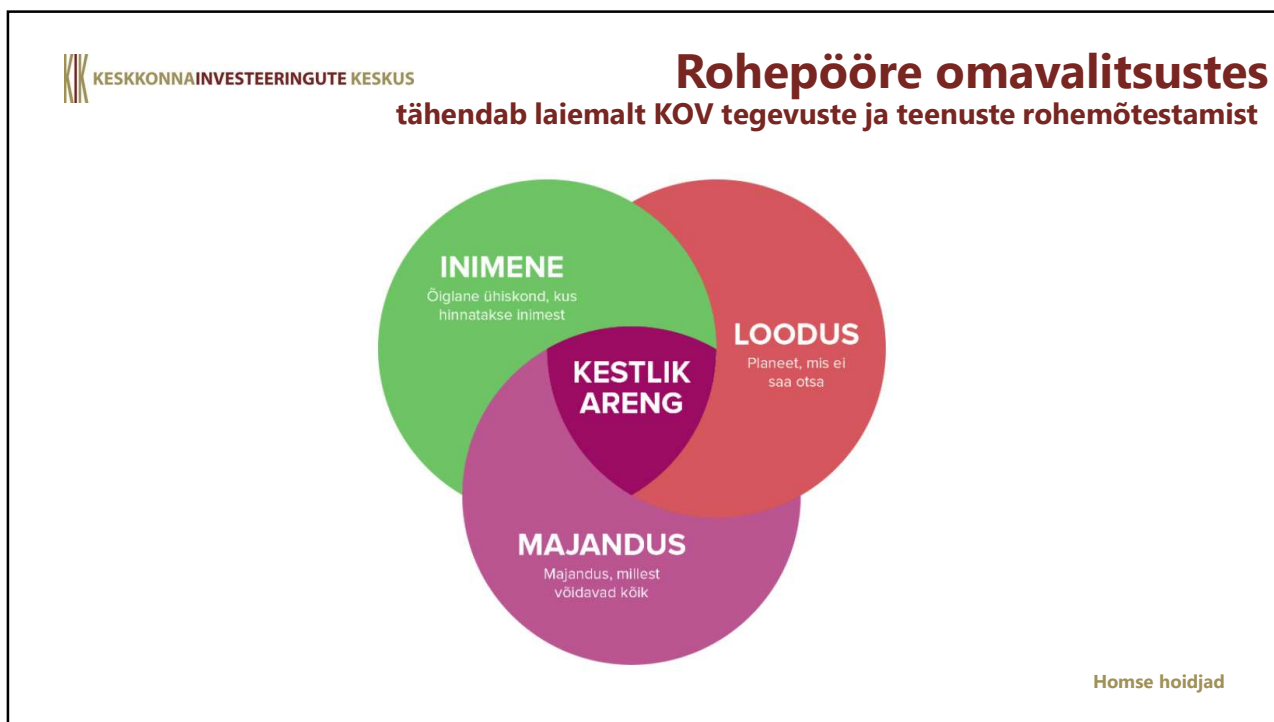 KESKKONNAINVESTEERINGUTE KESKUS
Rohepööre omavalitsustes
tähendab laiemalt KOV tegevuste ja teenuste rohemõtestamist
INIMENE
Õiglane ühiskond, kus
hinnatakse inimest
LOODUS
Planeet, mis ei
saa otsa
KESTLIK
ARENG
MAJANDUS
Majandus, millest
võidavad kõik
Homse hoidjad